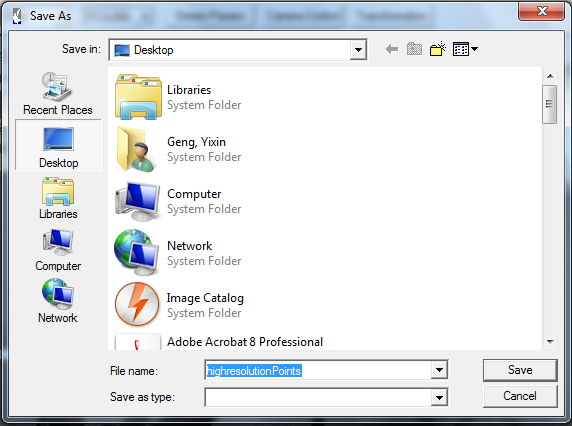 Save As
Save in: Desktop
Recent Places
Desktop
Libraries
Computer
Network
Libraries
System Folder
Geng, Yixin
System Folder
Computer
System Folder
Network
System Folder
Image Catalog
System Folder
Adobe Acrobat 8 Professional
File name: highresolutionPoints Save
Save as type: Cancel